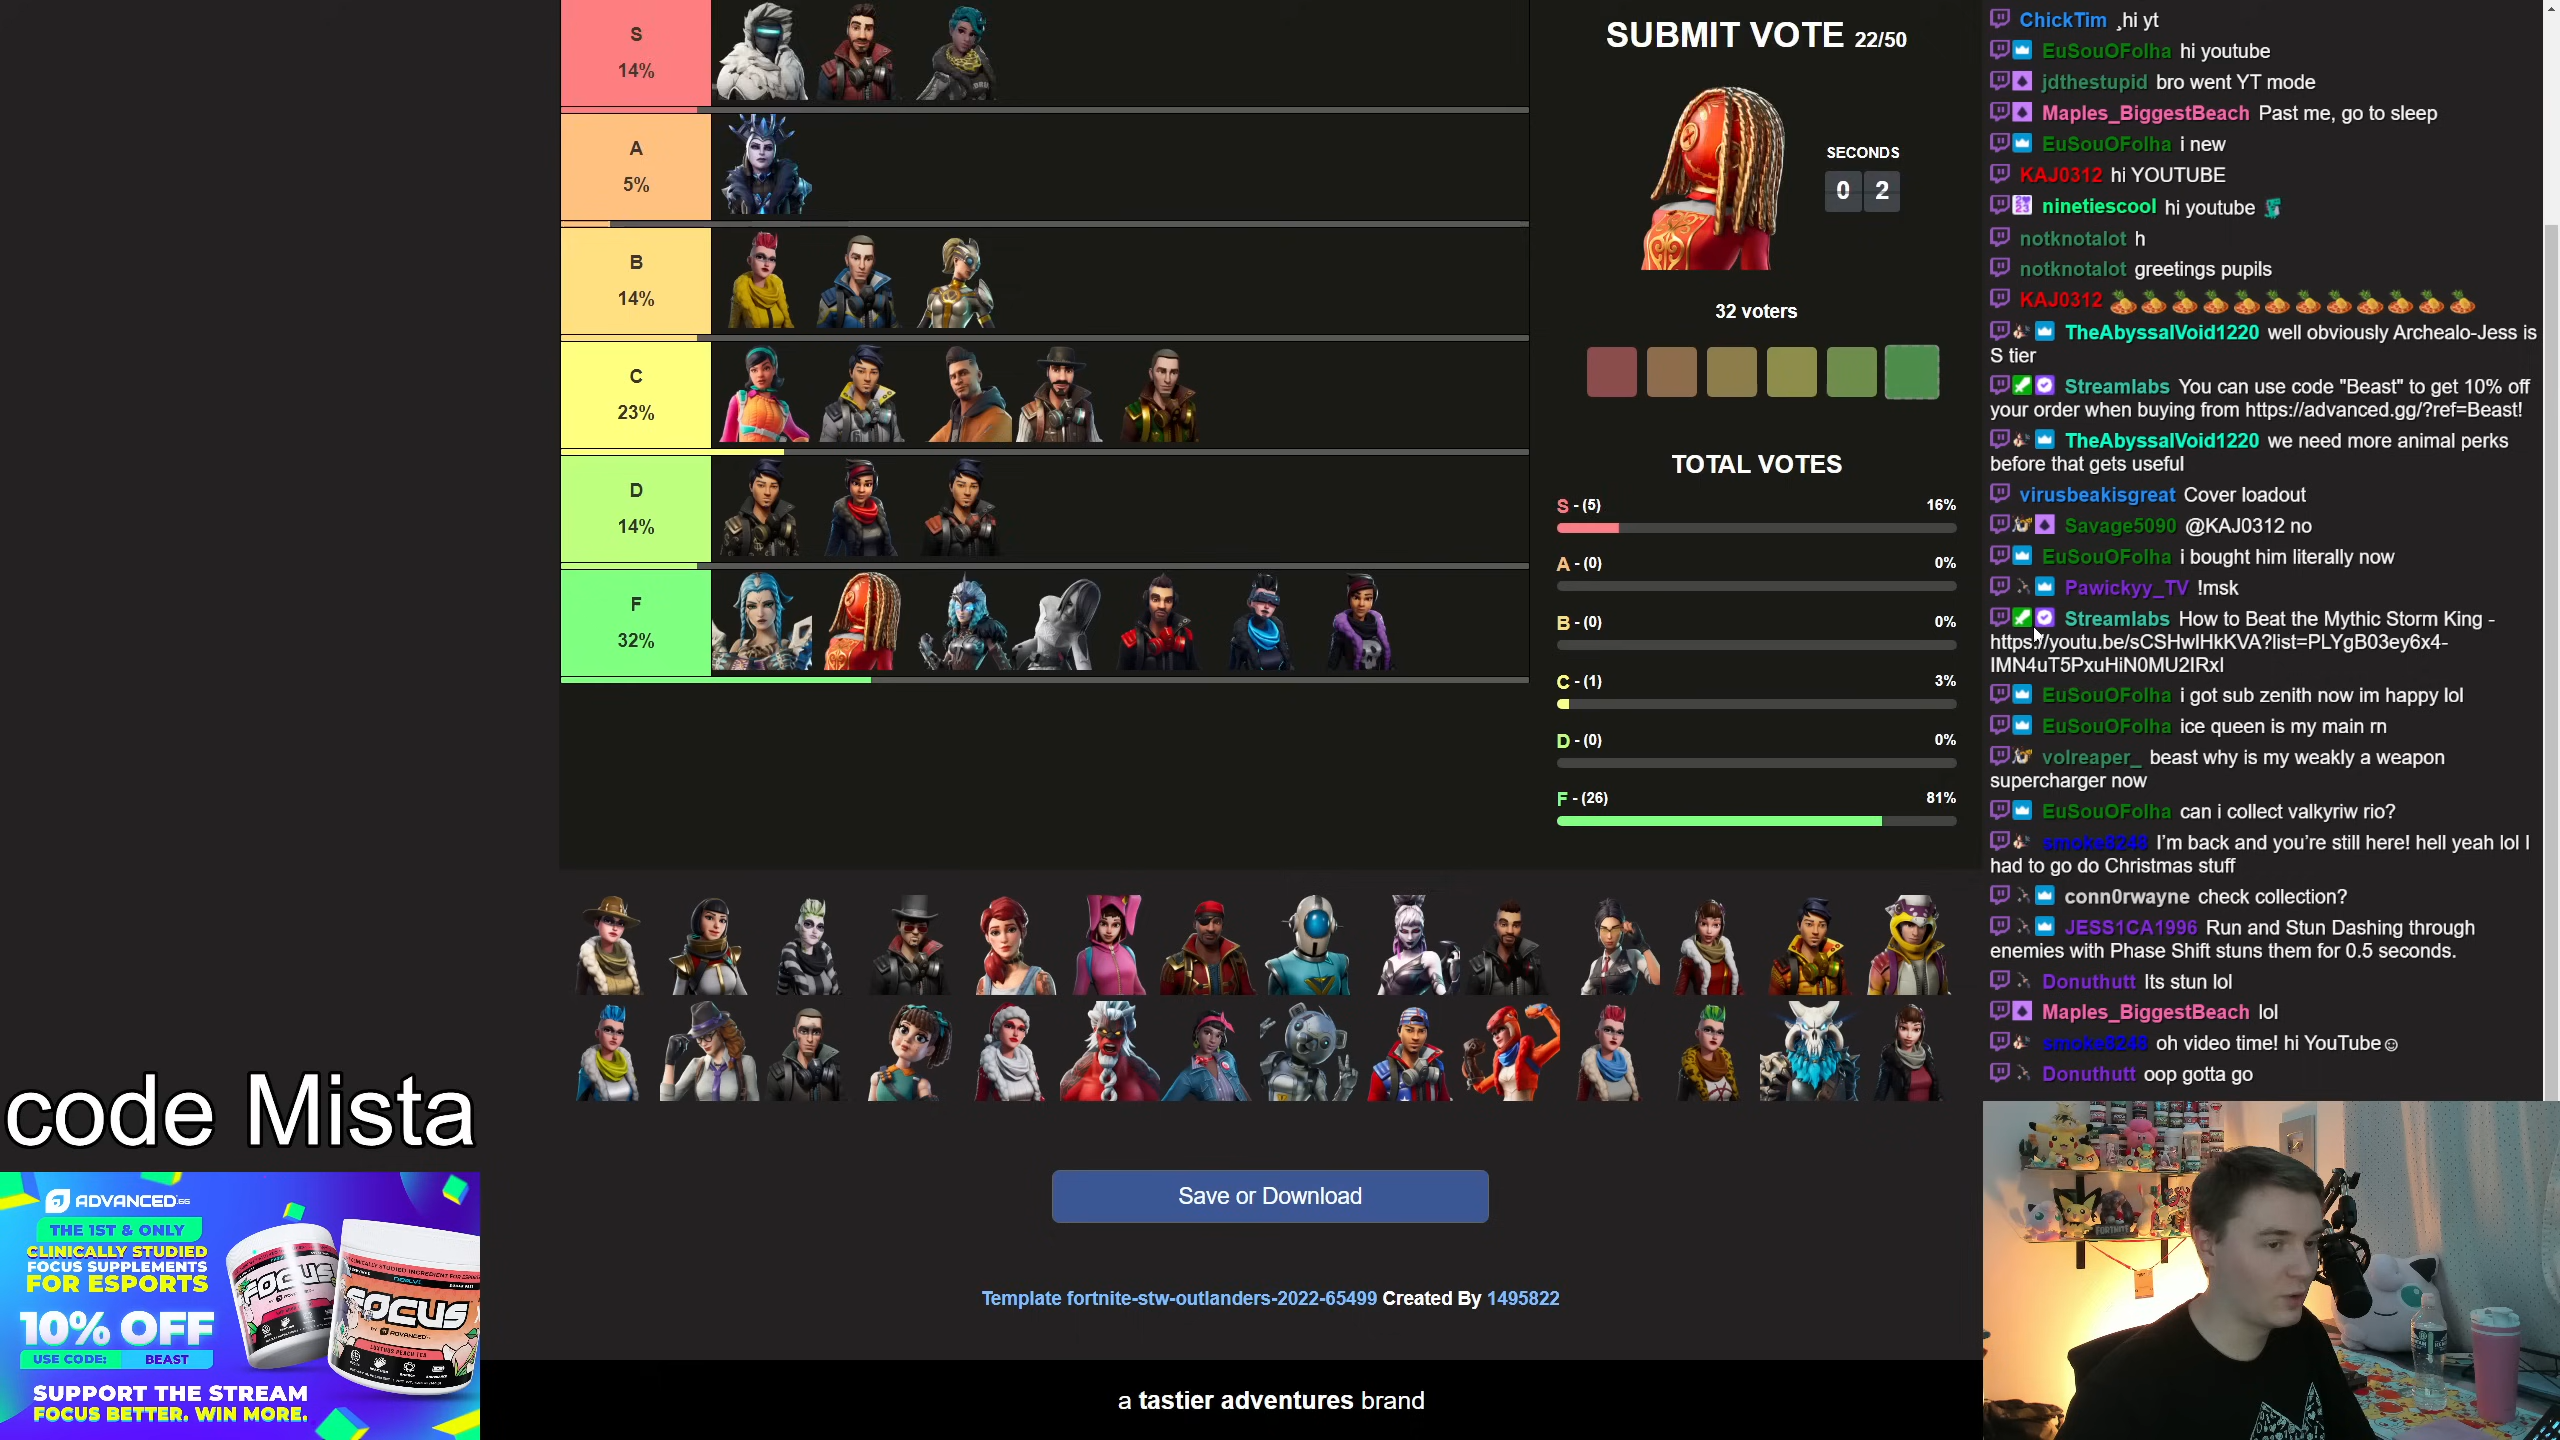 S
14%
A
5%
B
14%
C
23%
D
14%
F
32%
SUBMIT VOTE 22/50
SECONDS
0 2
32 voters
TOTAL VOTES
S - (5) 16%
A - (0) 0%
B - (0) 0%
C - (1) 3%
D - (0) 0%
F - (26) 81%
ChickTim ,hi yt
EuSouOFolha hi youtube
jdthestupid bro went YT mode
Maples_BiggestBeach Past me, go to sleep
EuSouOFolha i new
KAJ0312 hi YOUTUBE
ninetiescool hi youtube
notknotalot h
notknotalot greetings pupils
KAJ0312
TheAbyssalVoid1220 well obviously Archealo-Jess is
S tier
Streamlabs You can use code "Beast" to get 10% off
your order when buying from https://advanced.gg/?ref=Beast!
TheAbyssalVoid1220 we need more animal perks
before that gets useful
virusbeakisgreat Cover loadout
Savage5090 @KAJ0312 no
EuSouOFolha i bought him literally now
Pawickyy_TV !msk
Streamlabs How to Beat the Mythic Storm King -
https://youtu.be/sCSHwlHkKVA?list=PLYgB03ey6x4-
IMN4uT5PxuHiN0MU2IRxI
EuSouOFolha i got sub zenith now im happy lol
EuSouOFolha ice queen is my main rn
volreaper_ beast why is my weakly a weapon
supercharger now
EuSouOFolha can i collect valkyriw rio?
smoke8248 I'm back and you're still here! hell yeah lol I
had to go do Christmas stuff
conn0rwayne check collection?
JESS1CA1996 Run and Stun Dashing through
enemies with Phase Shift stuns them for 0.5 seconds.
Donuthutt Its stun lol
Maples_BiggestBeach lol
smoke8248 oh video time! hi YouTube☺
Donuthutt oop gotta go
code Mista
ADVANCED.GG
THE 1ST & ONLY
CLINICALLY STUDIED
FOCUS SUPPLEMENTS
FOR ESPORTS
10% OFF
USE CODE: BEAST
SUPPORT THE STREAM
FOCUS BETTER. WIN MORE.
FOCUS
FOCUS
Save or Download
Template fortnite-stw-outlanders-2022-65499 Created By 1495822
a tastier adventures brand
FORTNITE